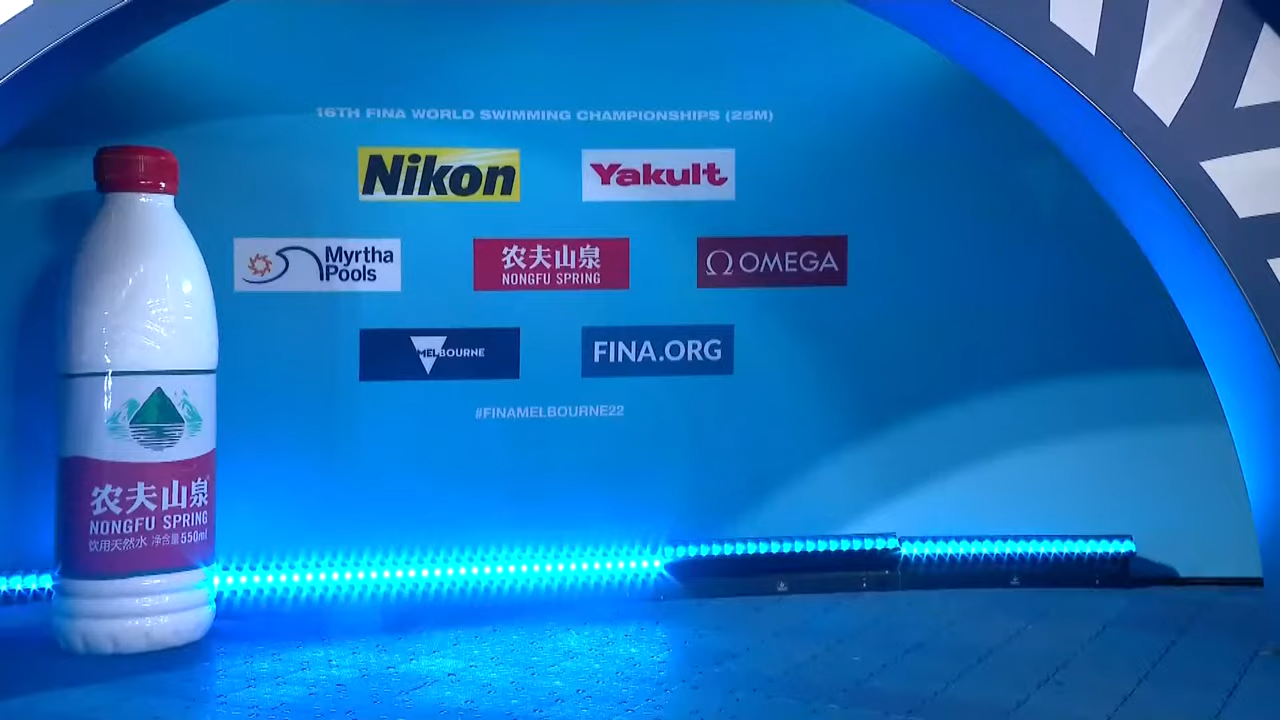 16TH FINA WORLD SWIMMING CHAMPIONSHIPS (25M)
Nikon
Yakult
Myrtha
Pools
农夫山泉
NONGFU SPRING
OMEGA
MELBOURNE
FINA.ORG
#FINAMELBOURNE22
农夫山泉
NONGFU SPRING
饮用天然水 净含量550ml